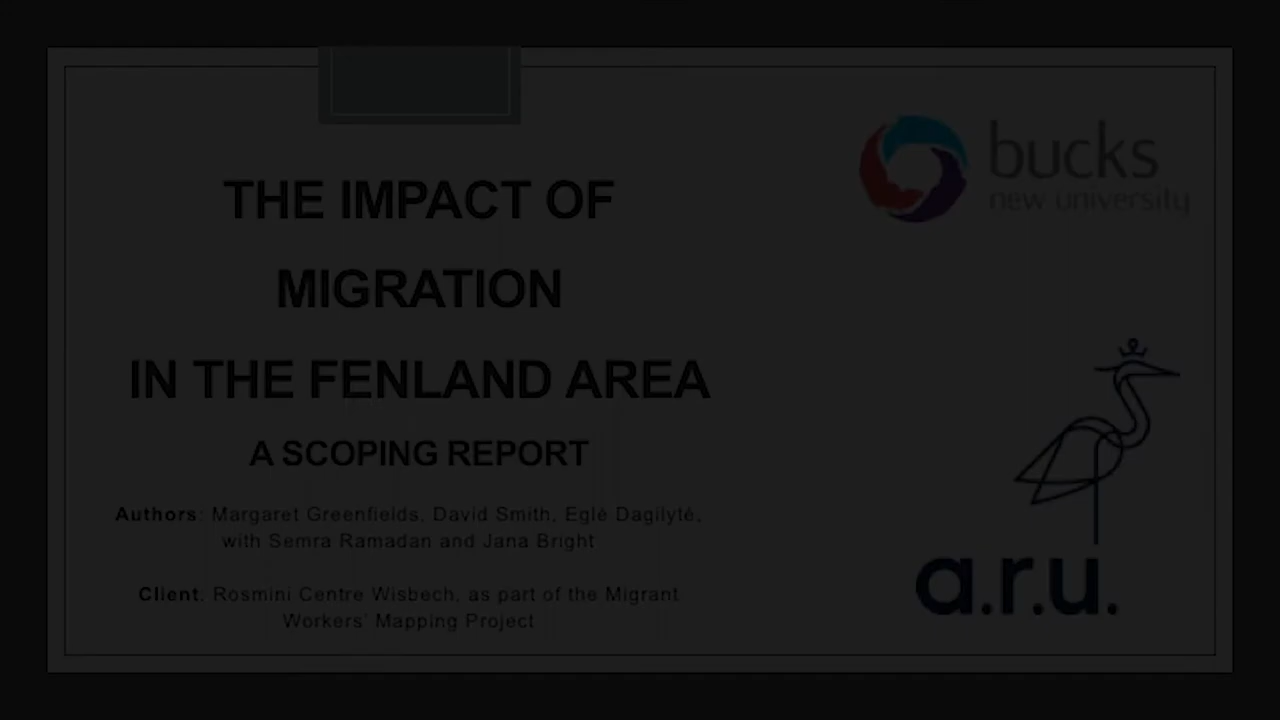 THE IMPACT OF
MIGRATION
IN THE FENLAND AREA
A SCOPING REPORT
Authors: Margaret Greenfields, David Smith, Eglė Dagilytė,
with Semra Ramadan and Jana Bright
Client: Rosmini Centre Wisbech, as part of the Migrant
Workers' Mapping Project
bucks
new university
a.r.u.